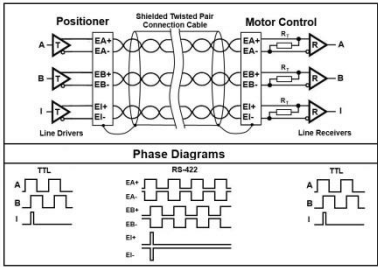 Positioner
Shielded Twisted Pair
Connection Cable
Motor Control
A
T
EA+
EA-
EA+
EA-
RT
R
A
B
T
EB+
EB-
EB+
EB-
RT
R
B
I
T
EI+
EI-
EI+
EI-
RT
R
I
Line Drivers
Line Receivers
Phase Diagrams
TTL
RS-422
TTL
A
B
I
EA+
EA-
EB+
EB-
EI+
EI-
A
B
I